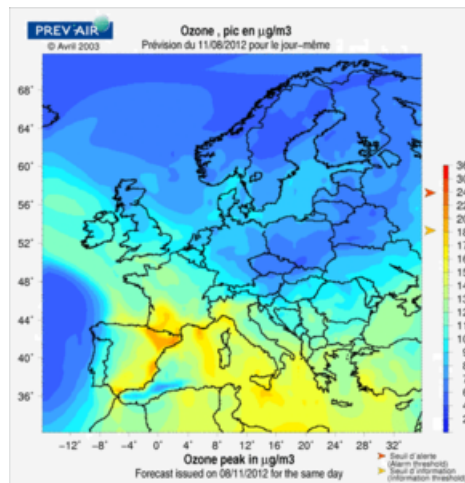 PREV'AIR
© Avril 2003
Ozone , pic en µg/m3
Prévision du 11/08/2012 pour le jour-même
68°
64°
60°
56°
52°
48°
44°
40°
36°
-12° -8° -4° 0° 4° 8° 12° 16° 20° 24° 28° 32°
Ozone peak in µg/m3
Forecast issued on 08/11/2012 for the same day
Seuil d'alerte
(Alarm threshold)
Seuil d'information
(Information threshold)